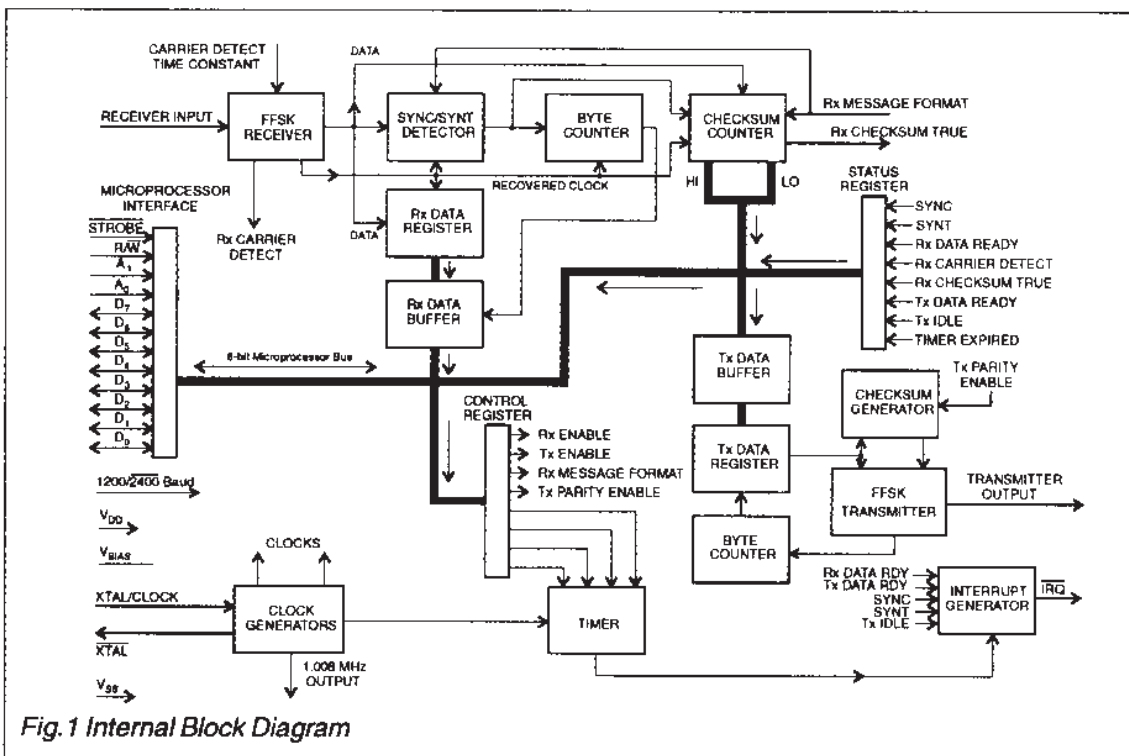 CARRIER DETECT
TIME CONSTANT
DATA
RECEIVER INPUT
FFSK
RECEIVER
SYNC/SYNT
DETECTOR
BYTE
COUNTER
CHECKSUM
COUNTER
Rx MESSAGE FORMAT
Rx CHECKSUM TRUE
HI
LO
RECOVERED CLOCK
MICROPROCESSOR
INTERFACE
Rx CARRIER
DETECT
DATA
Rx DATA
REGISTER
STATUS
REGISTER
SYNC
SYNT
Rx DATA READY
Rx CARRIER DETECT
Rx CHECKSUM TRUE
Tx DATA READY
Tx IDLE
TIMER EXPIRED
STROBE
R/W
A1
A0
D7
D6
D5
D4
D3
D2
D1
D0
Rx DATA
BUFFER
8-bit Microprocessor Bus
Tx DATA
BUFFER
Tx PARITY
ENABLE
CHECKSUM
GENERATOR
CONTROL
REGISTER
Rx ENABLE
Tx ENABLE
Rx MESSAGE FORMAT
Tx PARITY ENABLE
Tx DATA
REGISTER
FFSK
TRANSMITTER
TRANSMITTER
OUTPUT
BYTE
COUNTER
1200/2400 Baud
VDD
VBIAS
CLOCKS
XTAL/CLOCK
XTAL
CLOCK
GENERATORS
1.008 MHz
OUTPUT
TIMER
Rx DATA RDY
Tx DATA RDY
SYNC
SYNT
Tx IDLE
INTERRUPT
GENERATOR
IRQ
VSS
Fig.1 Internal Block Diagram